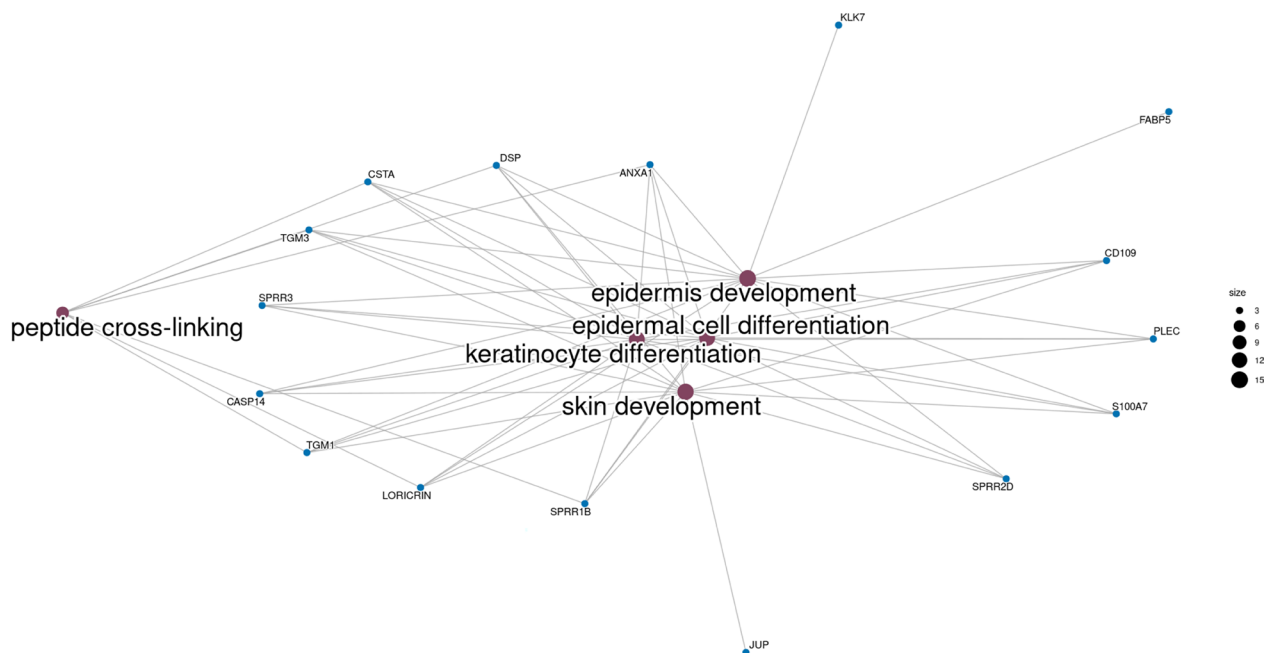 KLK7
FABP5
DSP
ANXA1
CSTA
TGM3
CD109
epidermis development
size
SPRR3
3
peptide cross-linking
epidermal cell differentiation
6
PLEC
9
keratinocyte differentiation
12
15
CASP14
skin development
S100A7
TGM1
LORICRIN
SPRR2D
SPRR1B
JUP